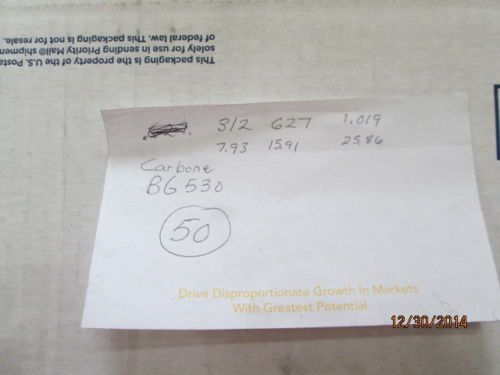 This packaging is the property of the U.S. Posta
solely for use in sending Priority Mail® shipmen
of federal law. This packaging is not for resale.
312 627 1.019
7.93 15.91 25.86
Carbone
BG530
50
Drive Disproportionate Growth In Markets
With Greatest Potential
12/30/2014